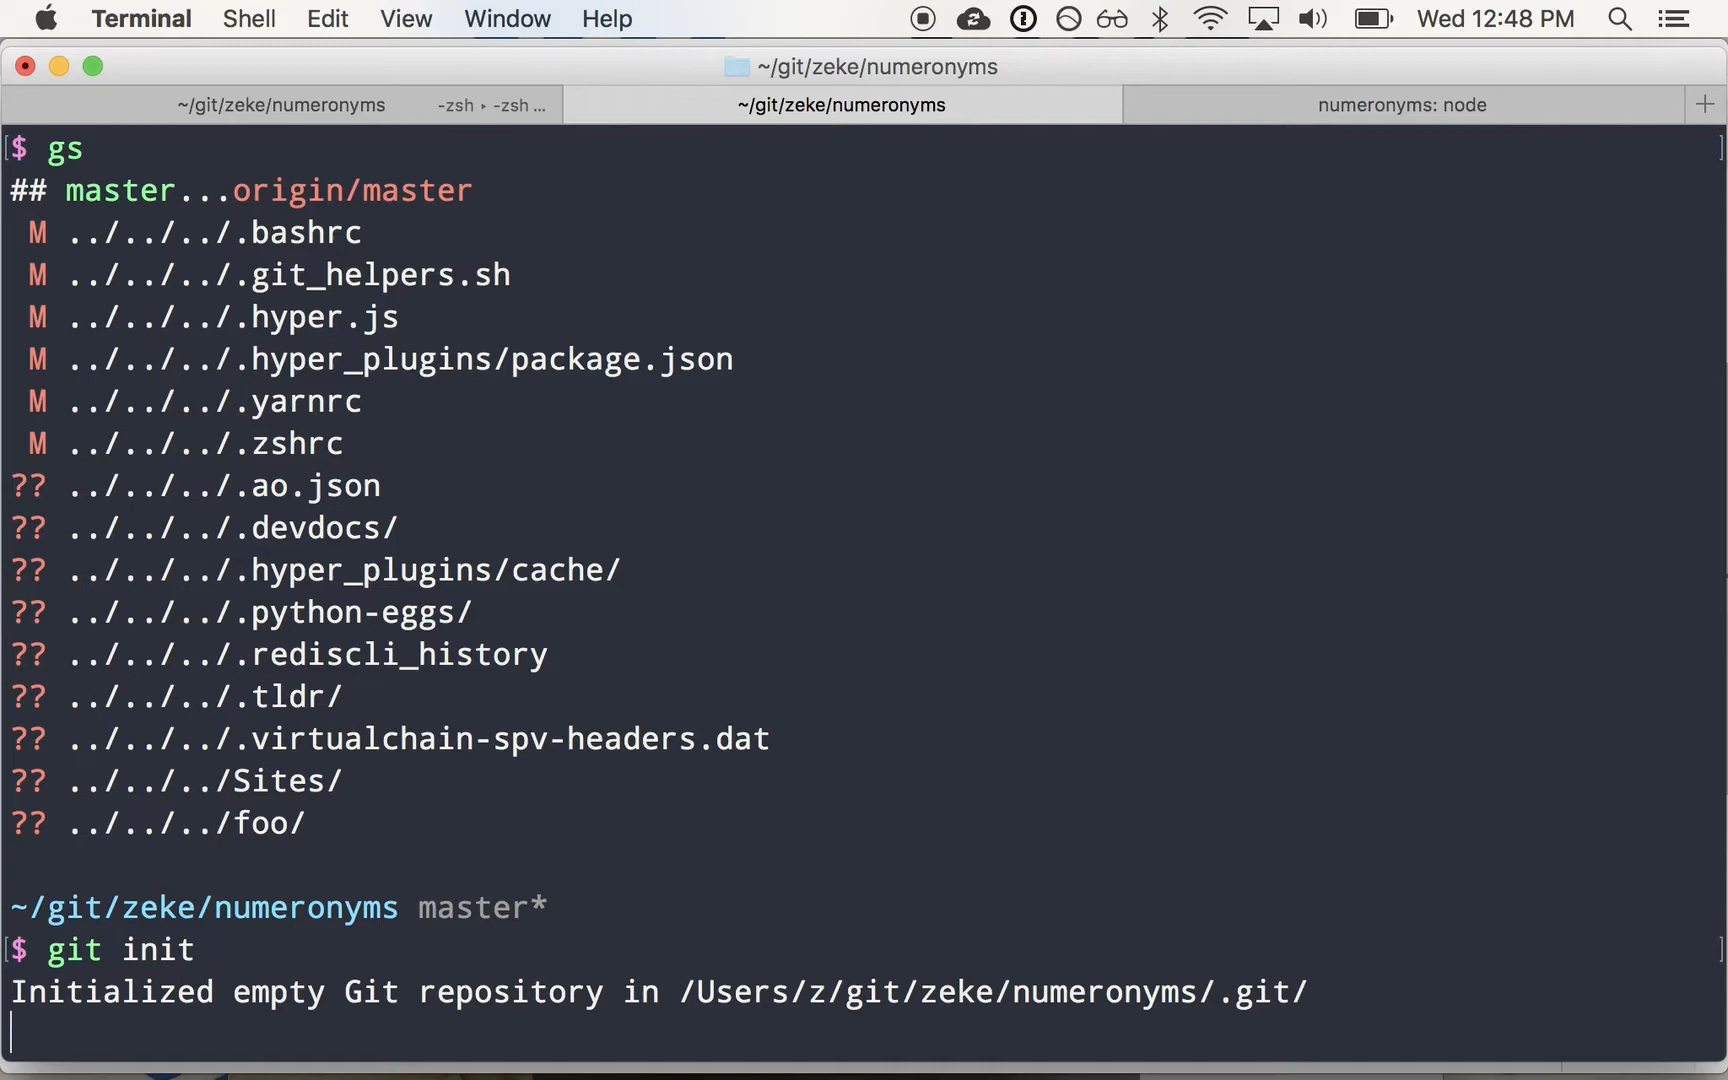 Terminal Shell Edit View Window Help Wed 12:48 PM
~/git/zeke/numeronyms
~/git/zeke/numeronyms -zsh ▸ -zsh ... ~/git/zeke/numeronyms numeronyms: node
$ gs
## master...origin/master
M ../../../.bashrc
M ../../../.git_helpers.sh
M ../../../.hyper.js
M ../../../.hyper_plugins/package.json
M ../../../.yarnrc
M ../../../.zshrc
?? ../../../.ao.json
?? ../../../.devdocs/
?? ../../../.hyper_plugins/cache/
?? ../../../.python-eggs/
?? ../../../.rediscli_history
?? ../../../.tldr/
?? ../../../.virtualchain-spv-headers.dat
?? ../../../Sites/
?? ../../../foo/
~/git/zeke/numeronyms master*
$ git init
Initialized empty Git repository in /Users/z/git/zeke/numeronyms/.git/